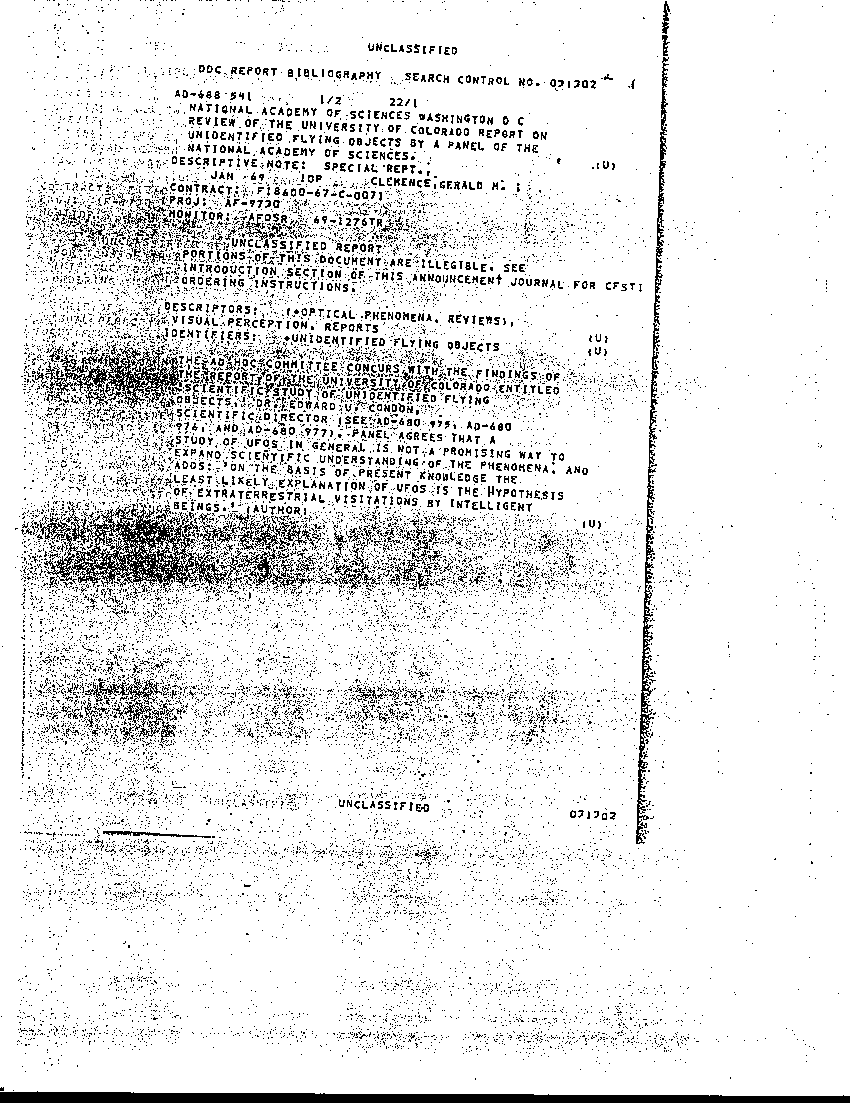 UNCLASSIFIED
DDC REPORT BIBLIOGRAPHY SEARCH CONTROL NO.
AD-688 541 1/2 22/1
NATIONAL ACADEMY OF SCIENCES WASHINGTON D C
REVIEW OF THE UNIVERSITY OF COLORADO REPORT ON
UNIDENTIFIED FLYING OBJECTS BY A PANEL OF THE
NATIONAL ACADEMY OF SCIENCES. (U)
DESCRIPTIVE NOTE: SPECIAL REPT.,
JAN 69 10P CLEMENCE,GERALD M. ;
CONTRACT: F18600-67-C-0071
PROJ: AF-9730
MONITOR: AFOSR 69-1276TR
UNCLASSIFIED REPORT
PORTIONS OF THIS DOCUMENT ARE ILLEGIBLE. SEE
INTRODUCTION SECTION OF THIS ANNOUNCEMENT JOURNAL FOR CFSTI
ORDERING INSTRUCTIONS.
DESCRIPTORS: (*OPTICAL PHENOMENA, REVIEWS),
VISUAL PERCEPTION, REPORTS (U)
IDENTIFIERS: *UNIDENTIFIED FLYING OBJECTS (U)
THE AD HOC COMMITTEE CONCURS WITH THE FINDINGS OF
THE REPORT OF THE UNIVERSITY OF COLORADO ENTITLED
SCIENTIFIC STUDY OF UNIDENTIFIED FLYING
OBJECTS, DR. EDWARD U. CONDON,
SCIENTIFIC DIRECTOR (SEE AD-680 975, AD-680
976, AND AD-680 977). PANEL AGREES THAT A
STUDY OF UFOS IN GENERAL IS NOT A PROMISING WAY TO
EXPAND SCIENTIFIC UNDERSTANDING OF THE PHENOMENA, AND
ADDS: 'ON THE BASIS OF PRESENT KNOWLEDGE THE
LEAST LIKELY EXPLANATION OF UFOS IS THE HYPOTHESIS
OF EXTRATERRESTRIAL VISITATIONS BY INTELLIGENT
BEINGS.' (AUTHOR) (U)
UNCLASSIFIED